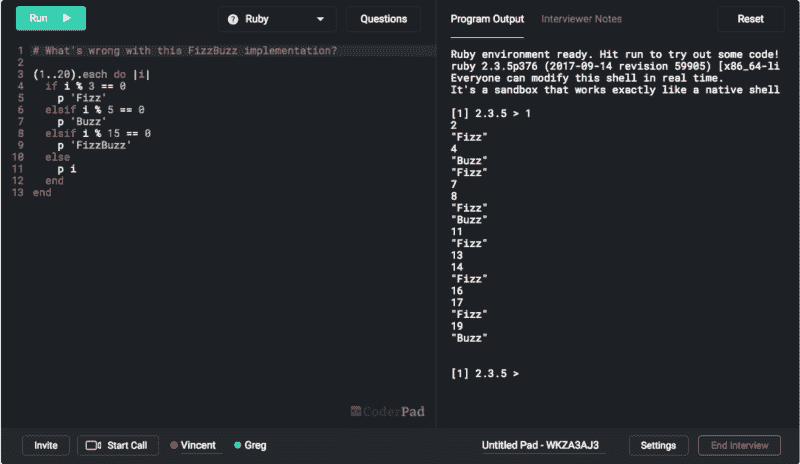 Run
Ruby
Questions
Program Output
Interviewer Notes
Reset
1 # What's wrong with this FizzBuzz implementation?
2
3 (1..20).each do |i|
4 if i % 3 == 0
5 p 'Fizz'
6 elsif i % 5 == 0
7 p 'Buzz'
8 elsif i % 15 == 0
9 p 'FizzBuzz'
10 else
11 p i
12 end
13 end
CoderPad
Ruby environment ready. Hit run to try out some code!
ruby 2.3.5p376 (2017-09-14 revision 59905) [x86_64-li
Everyone can modify this shell in real time.
It's a sandbox that works exactly like a native shell
[1] 2.3.5 > 1
2
"Fizz"
4
"Buzz"
"Fizz"
7
8
"Fizz"
"Buzz"
11
"Fizz"
13
14
"Fizz"
16
17
"Fizz"
19
"Buzz"
[1] 2.3.5 >
Invite
Start Call
Vincent
Greg
Untitled Pad - WKZA3AJ3
Settings
End Interview